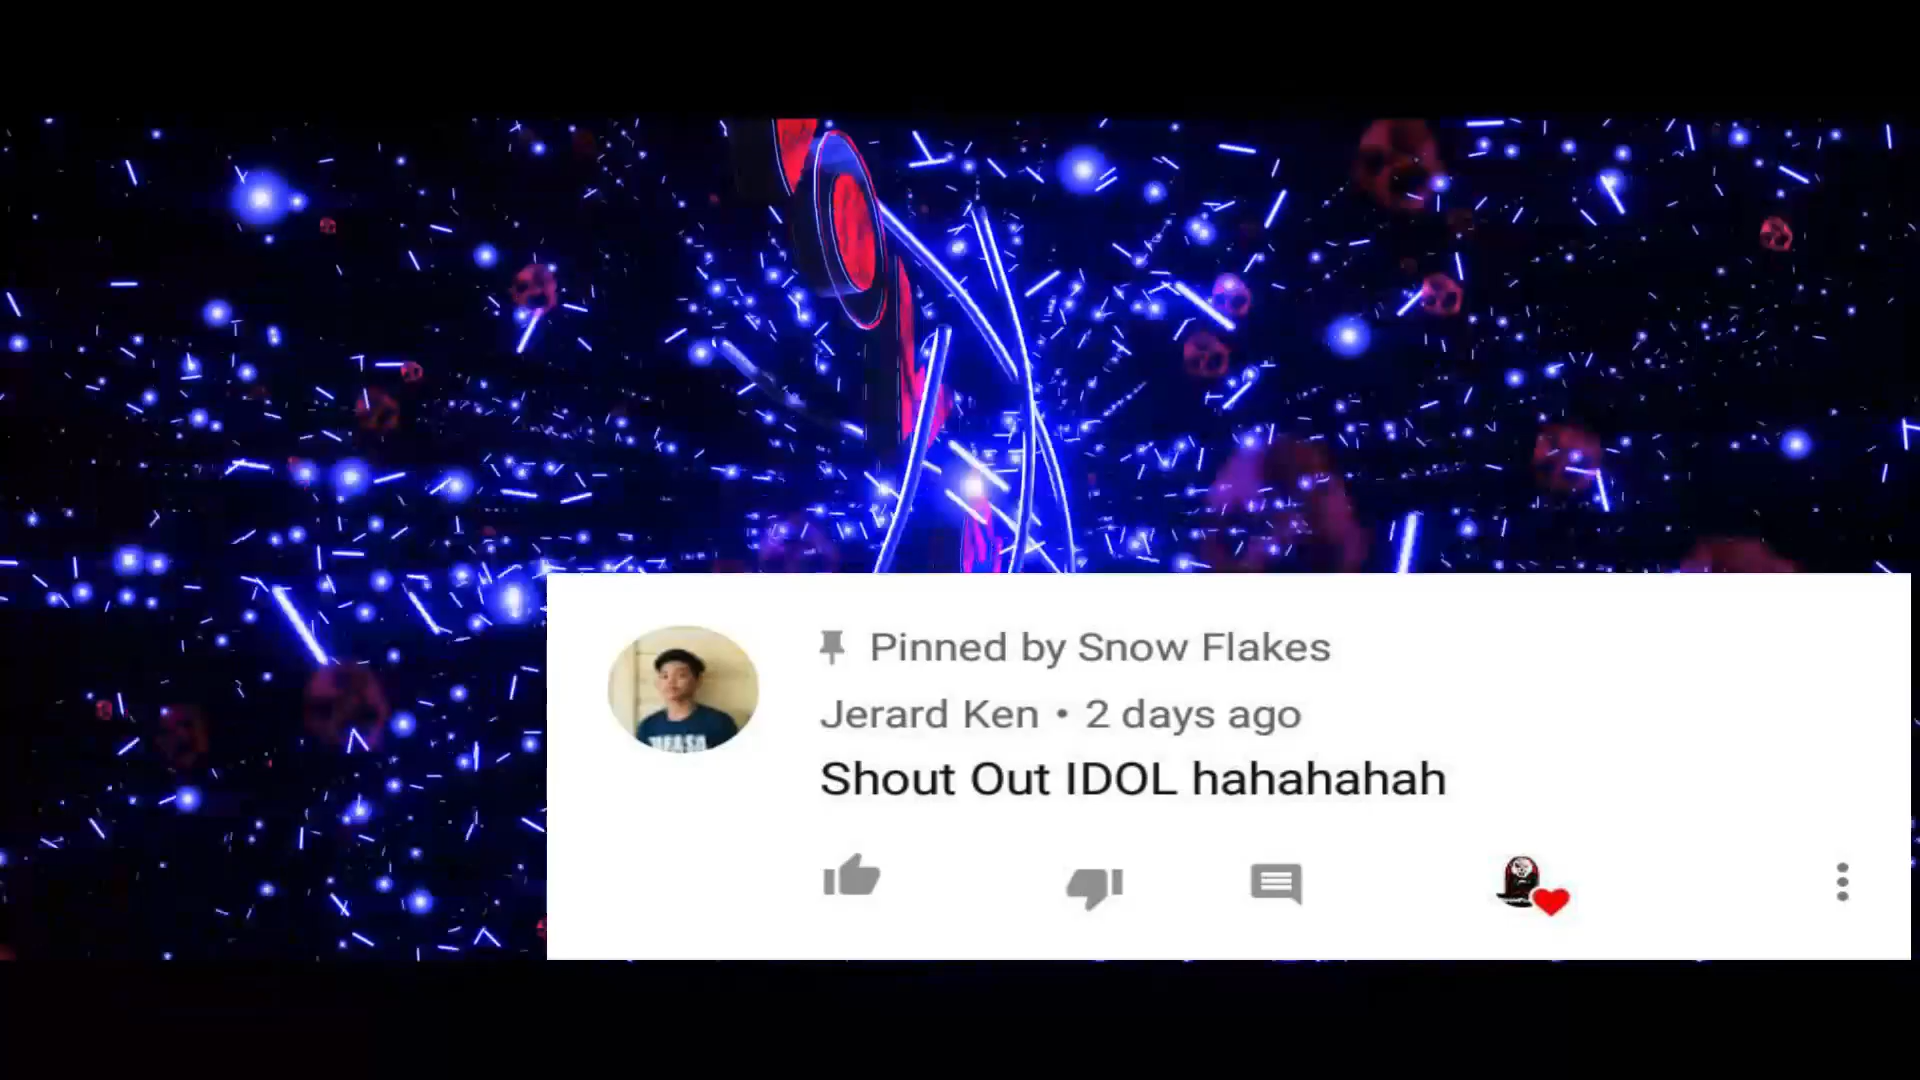 Pinned by Snow Flakes
Jerard Ken • 2 days ago
Shout Out IDOL hahahahah